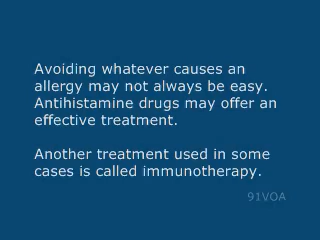 Avoiding whatever causes an
allergy may not always be easy.
Antihistamine drugs may offer an
effective treatment.
Another treatment used in some
cases is called immunotherapy.
91VOA